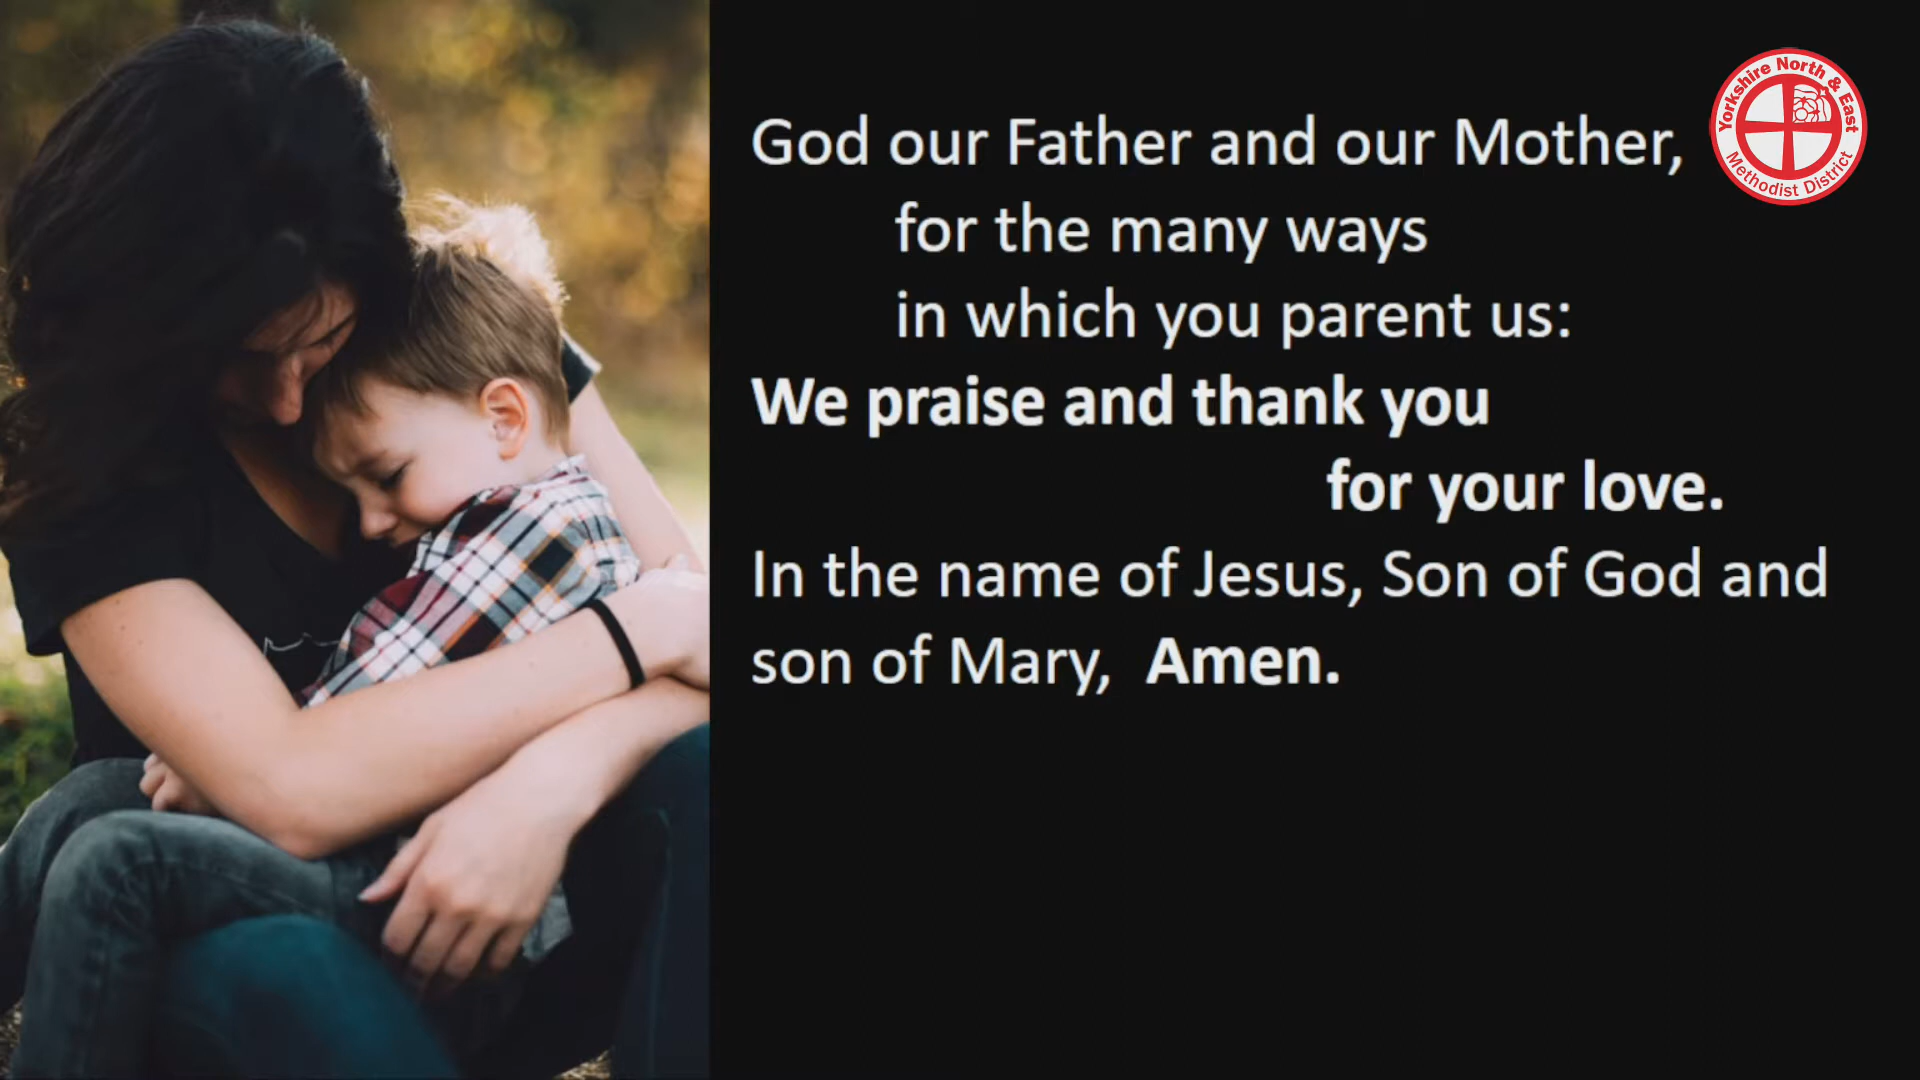 God our Father and our Mother,
for the many ways
in which you parent us:
We praise and thank you
for your love.
In the name of Jesus, Son of God and
son of Mary, Amen.
Yorkshire North & East
Methodist District